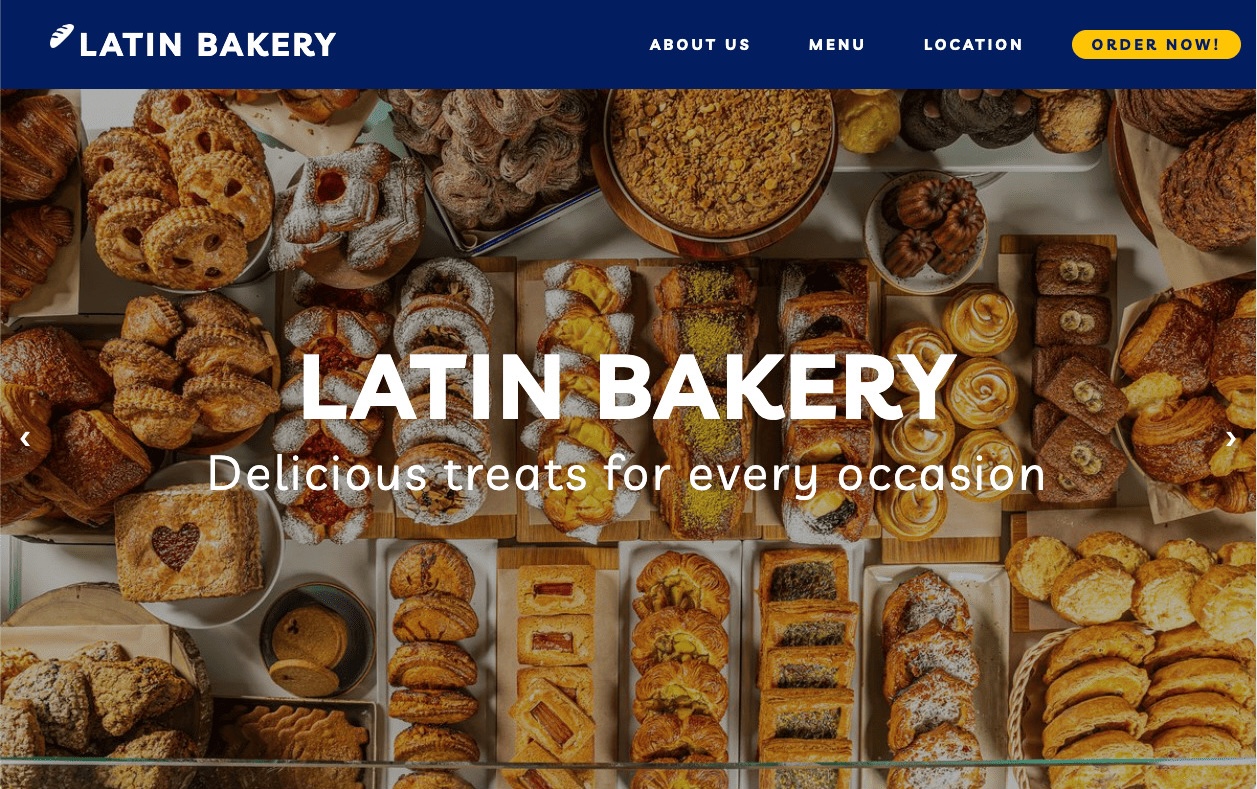 LATIN BAKERY
ABOUT US
MENU
LOCATION
ORDER NOW!
LATIN BAKERY
Delicious treats for every occasion